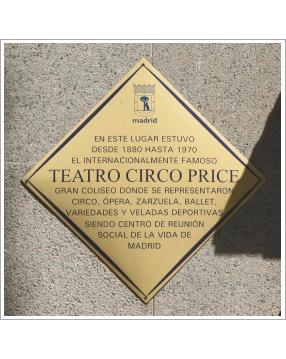 madrid
EN ESTE LUGAR ESTUVO
DESDE 1880 HASTA 1970
EL INTERNACIONALMENTE FAMOSO
TEATRO CIRCO PRICE
GRAN COLISEO DONDE SE REPRESENTARON
CIRCO, ÓPERA, ZARZUELA, BALLET,
VARIEDADES Y VELADAS DEPORTIVAS
SIENDO CENTRO DE REUNIÓN
SOCIAL DE LA VIDA DE
MADRID